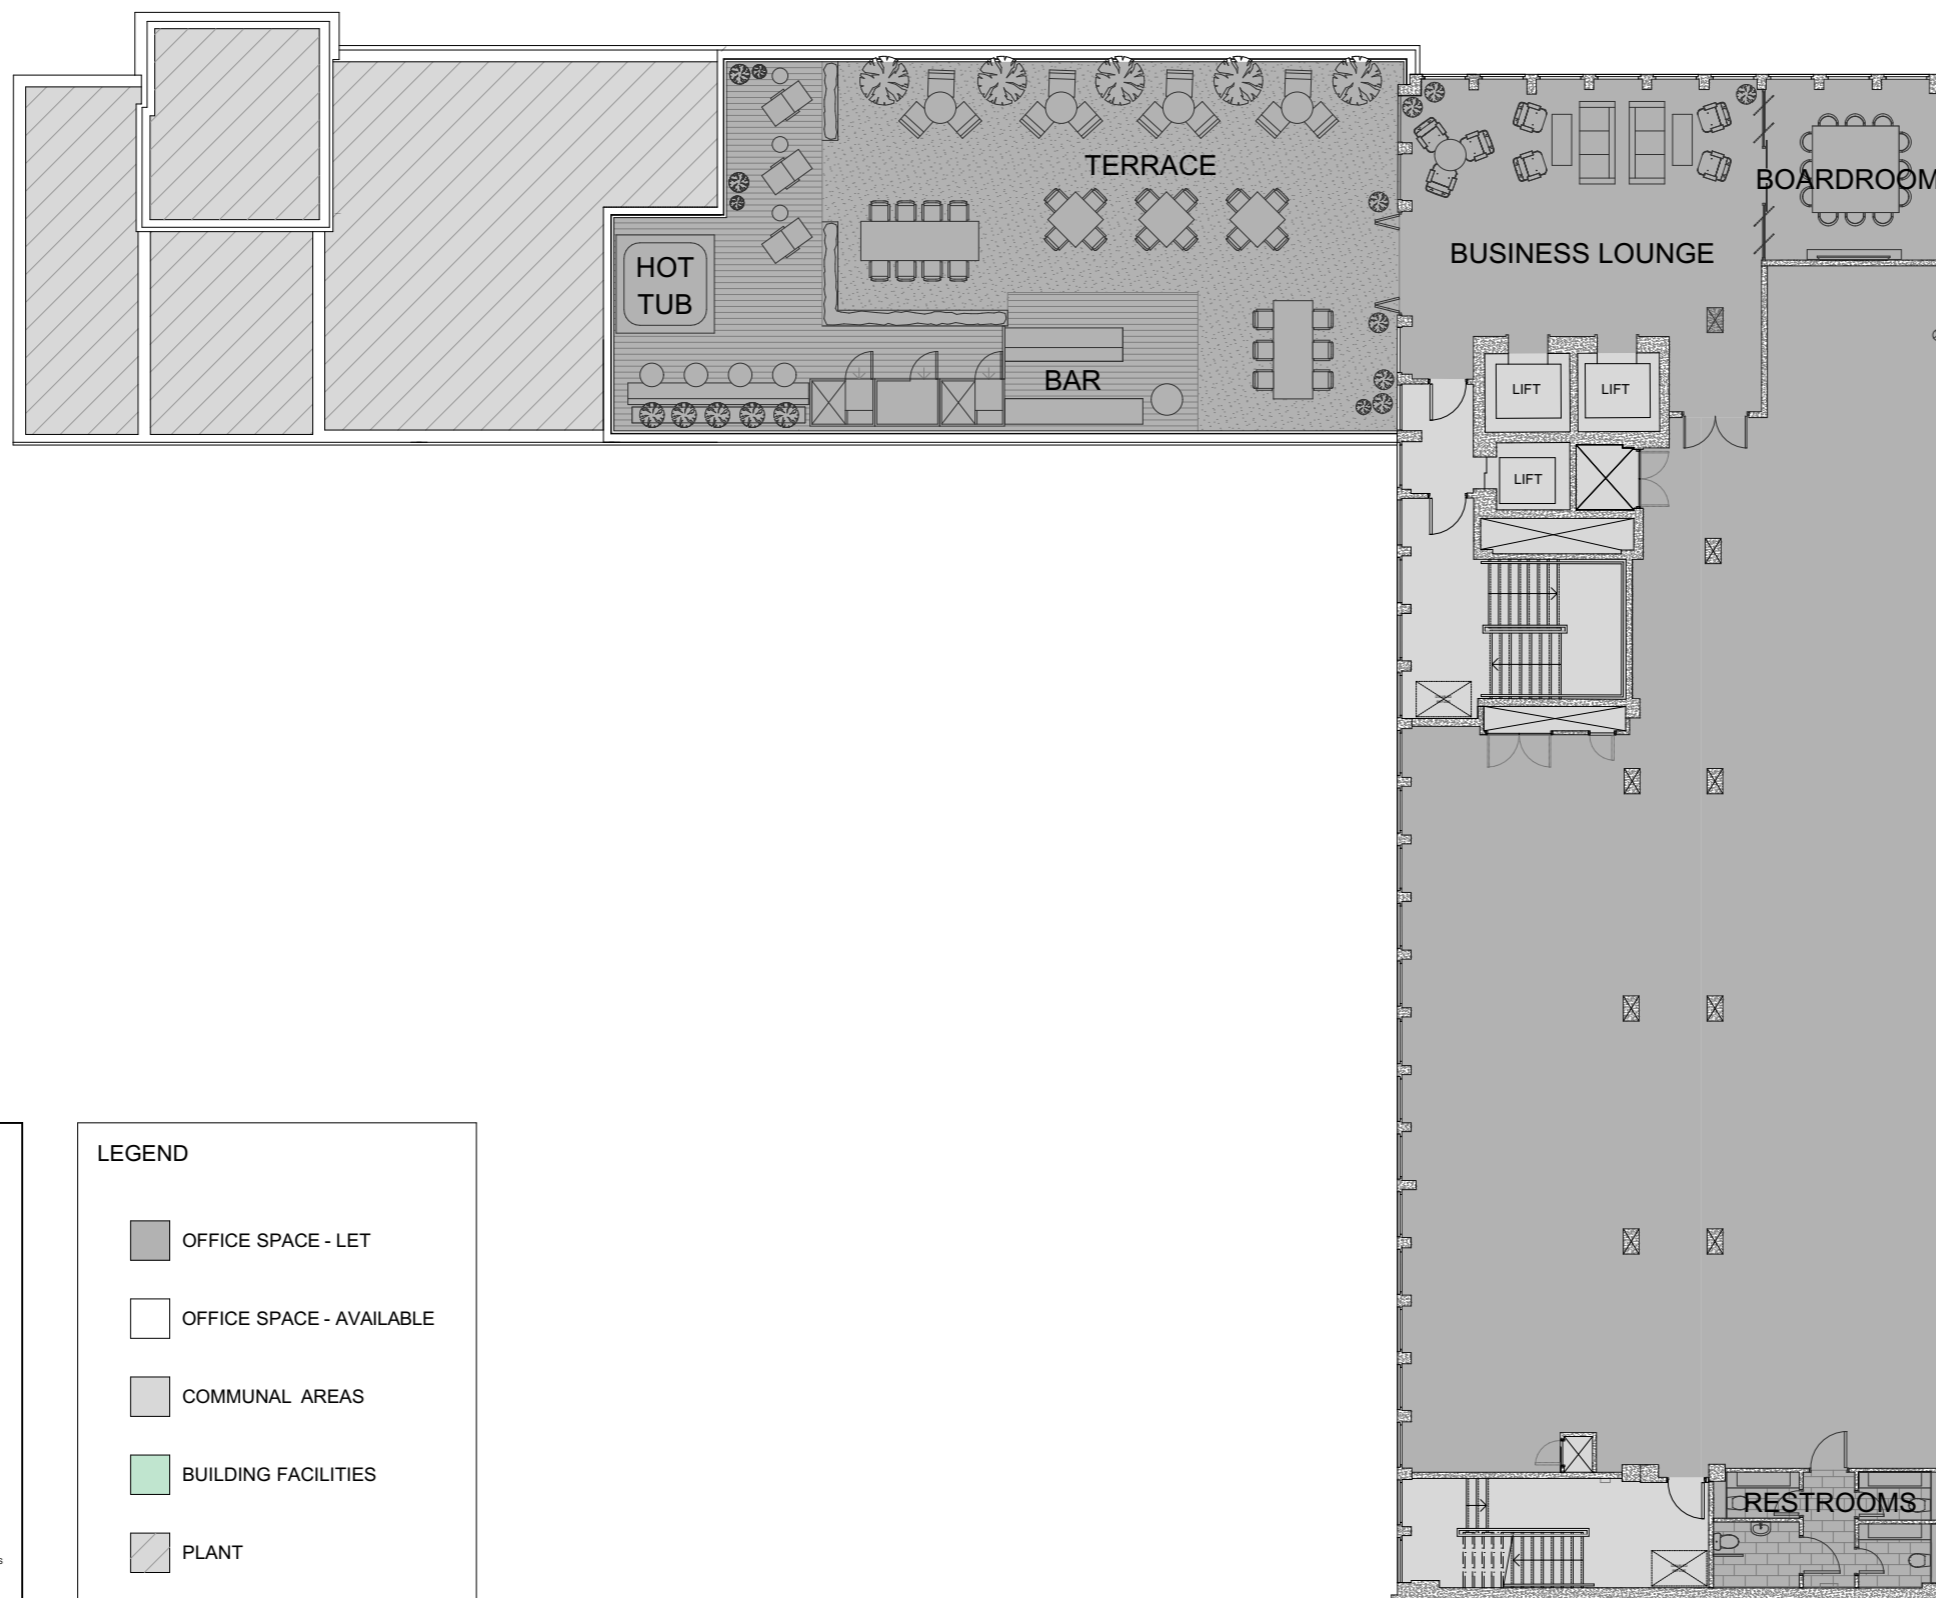 TERRACE
BOARDROOM
BUSINESS LOUNGE
HOT
TUB
BAR
LIFT
LIFT
LIFT
LEGEND
OFFICE SPACE - LET
OFFICE SPACE - AVAILABLE
COMMUNAL AREAS
BUILDING FACILITIES
PLANT
RESTROOMS
s